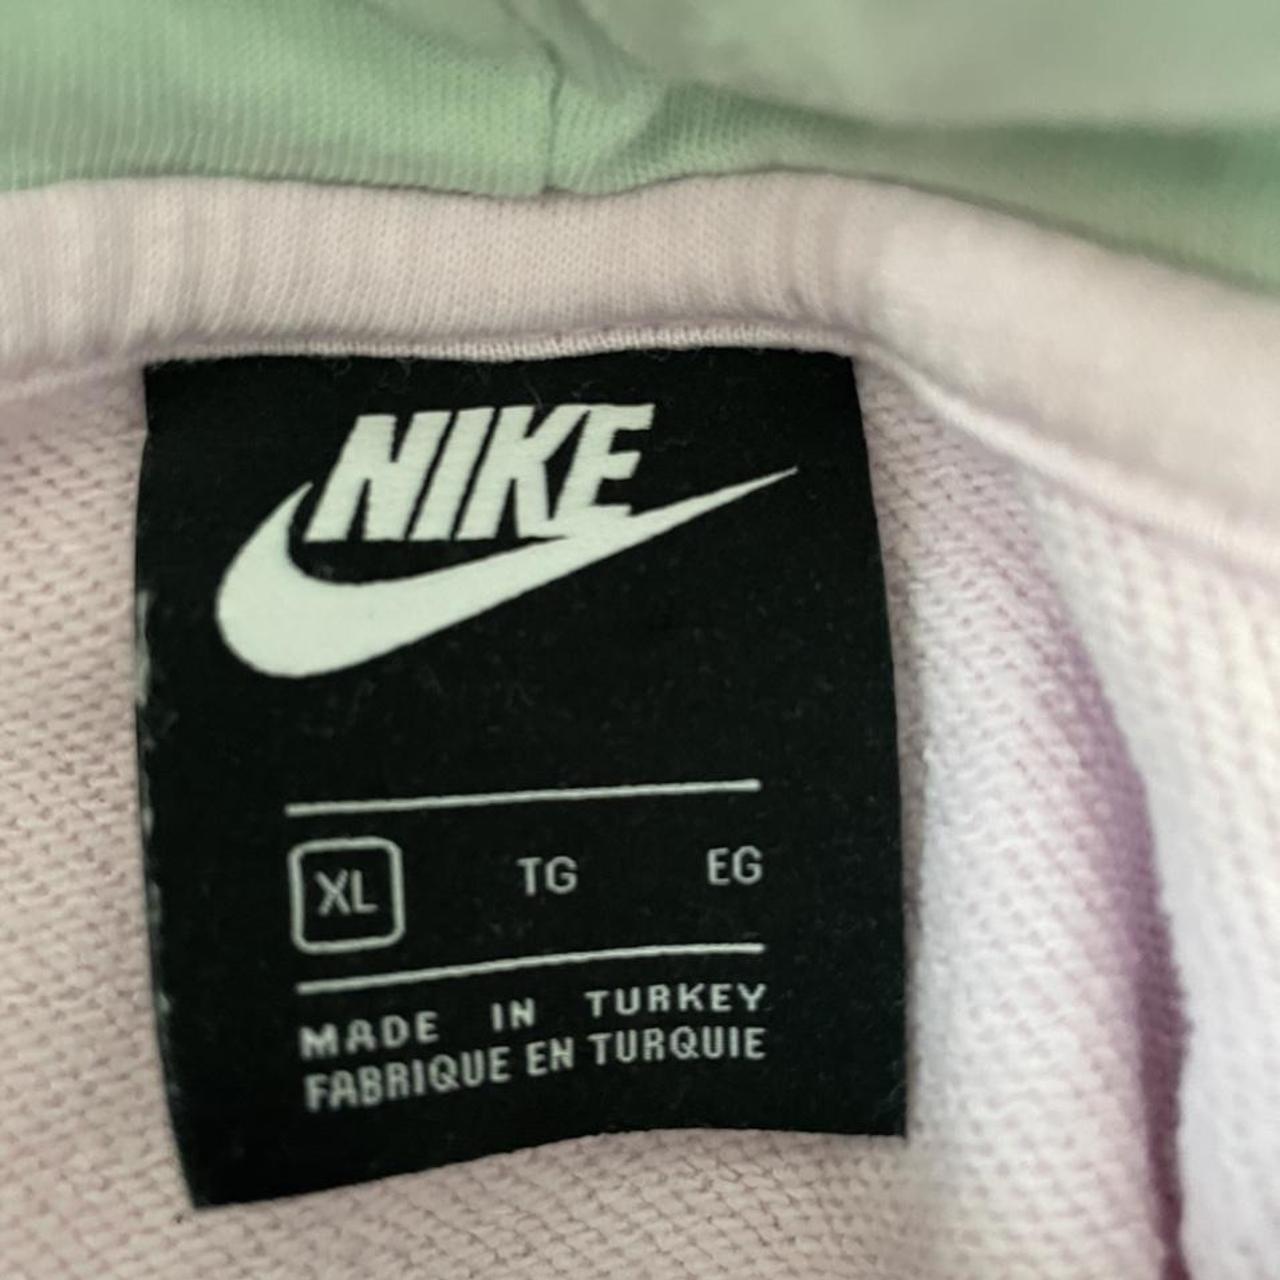 NIKE
XL TG EG
MADE IN TURKEY
FABRIQUE EN TURQUIE